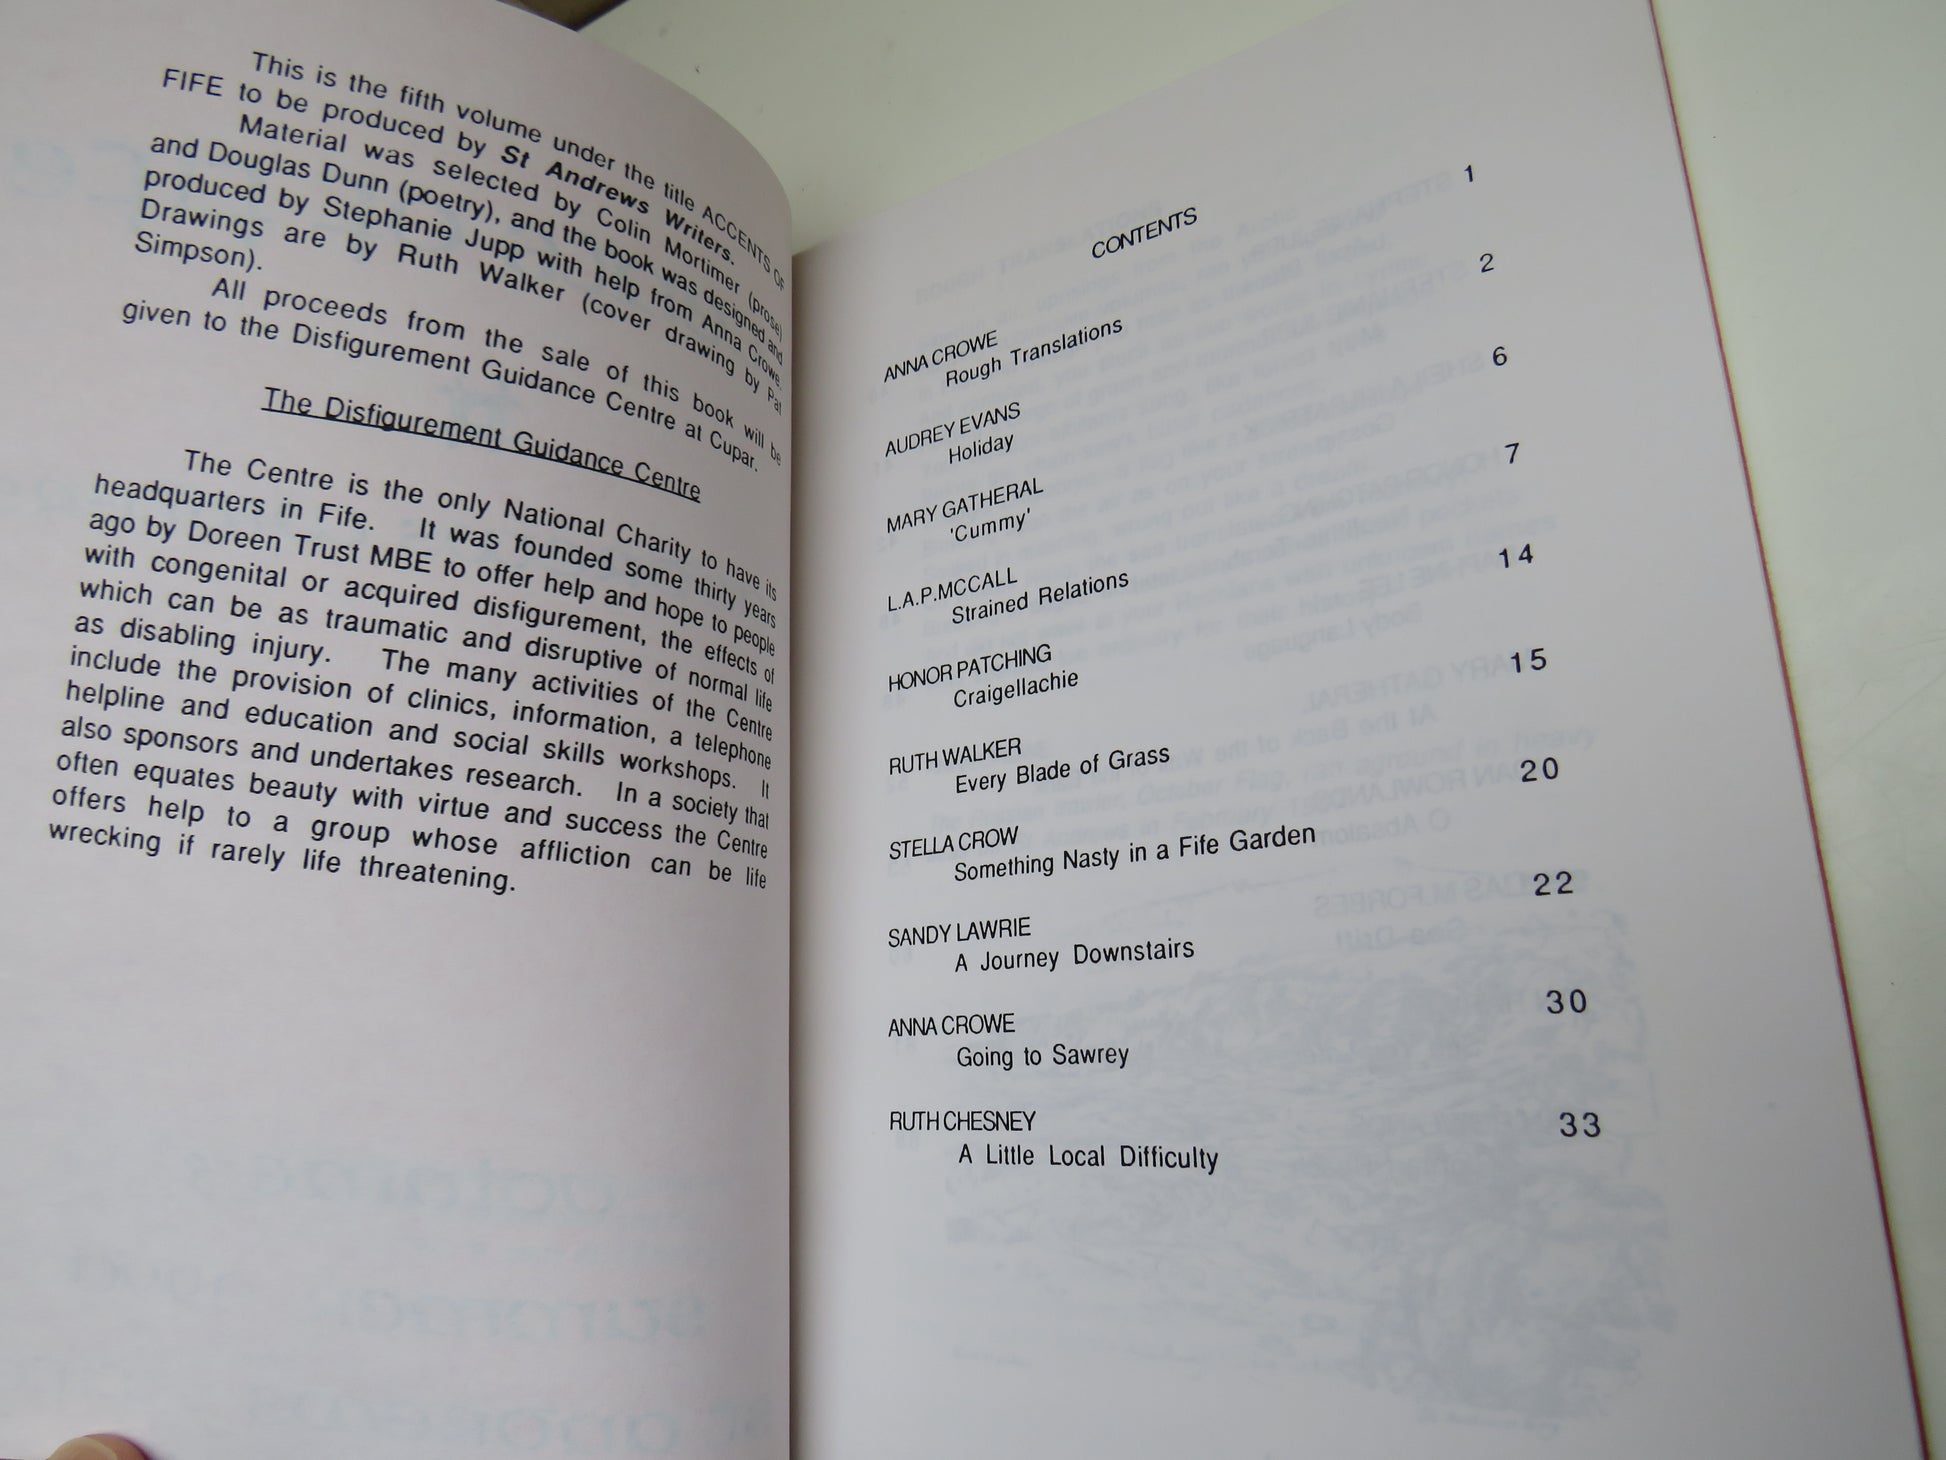 This is the fifth volume under the title ACCENTS OF
FIFE to be produced by St Andrews Writers.
Material was selected by Colin Mortimer (prose)
and Douglas Dunn (poetry), and the book was designed and
produced by Stephanie Jupp with help from Anna Crowe.
Drawings are by Ruth Walker (cover drawing by Pat
Simpson).
All proceeds from the sale of this book will be
given to the Disfigurement Guidance Centre at Cupar.
The Disfigurement Guidance Centre
The Centre is the only National Charity to have its
headquarters in Fife. It was founded some thirty years
ago by Doreen Trust MBE to offer help and hope to people
with congenital or acquired disfigurement, the effects of
which can be as traumatic and disruptive of normal life
as disabling injury. The many activities of the Centre
include the provision of clinics, information, a telephone
helpline and education and social skills workshops. It
also sponsors and undertakes research. In a society that
often equates beauty with virtue and success the Centre
offers help to a group whose affliction can be life
wrecking if rarely life threatening.
CONTENTS
ANNA CROWE 1
Rough Translations
AUDREY EVANS 2
Holiday
MARY GATHERAL 6
'Cummy'
L.A.P.MCCALL 7
Strained Relations
HONOR PATCHING 14
Craigellachie
RUTH WALKER 15
Every Blade of Grass
STELLA CROW 20
Something Nasty in a Fife Garden
SANDY LAWRIE 22
A Journey Downstairs
ANNA CROWE 30
Going to Sawrey
RUTH CHESNEY 33
A Little Local Difficulty